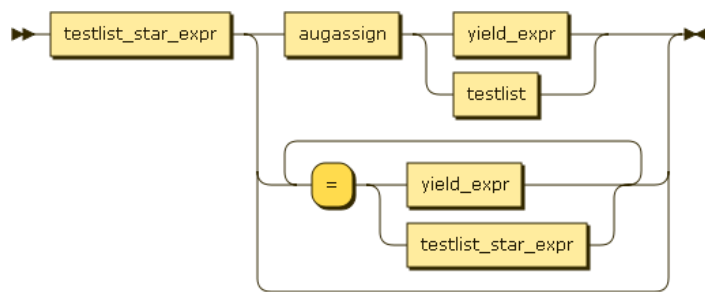 testlist_star_expr augassign yield_expr
testlist
= yield_expr
testlist_star_expr